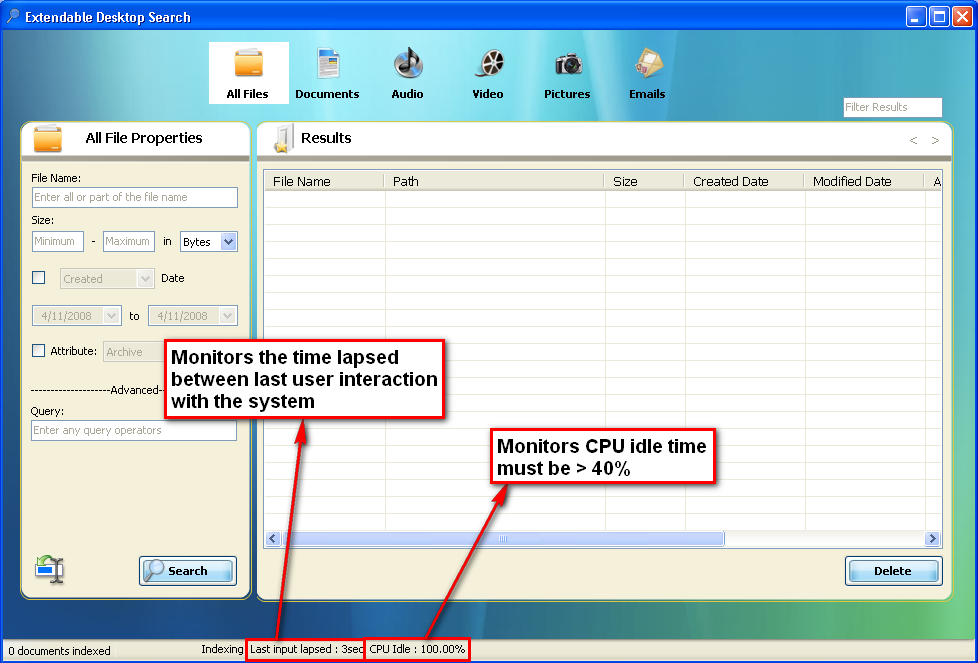 Extendable Desktop Search
All Files
Documents
Audio
Video
Pictures
Emails
Filter Results
All File Properties
File Name:
Enter all or part of the file name
Size:
Minimum - Maximum in Bytes
Created Date
4/11/2008 to 4/11/2008
Attribute: Archive
--------------------Advanced--
Query:
Enter any query operators
Search
Results
< >
File Name Path Size Created Date Modified Date A
Monitors the time lapsed
between last user interaction
with the system
Monitors CPU idle time
must be > 40%
Delete
0 documents indexed
Indexing
Last input lapsed : 3sec
CPU Idle : 100.00%